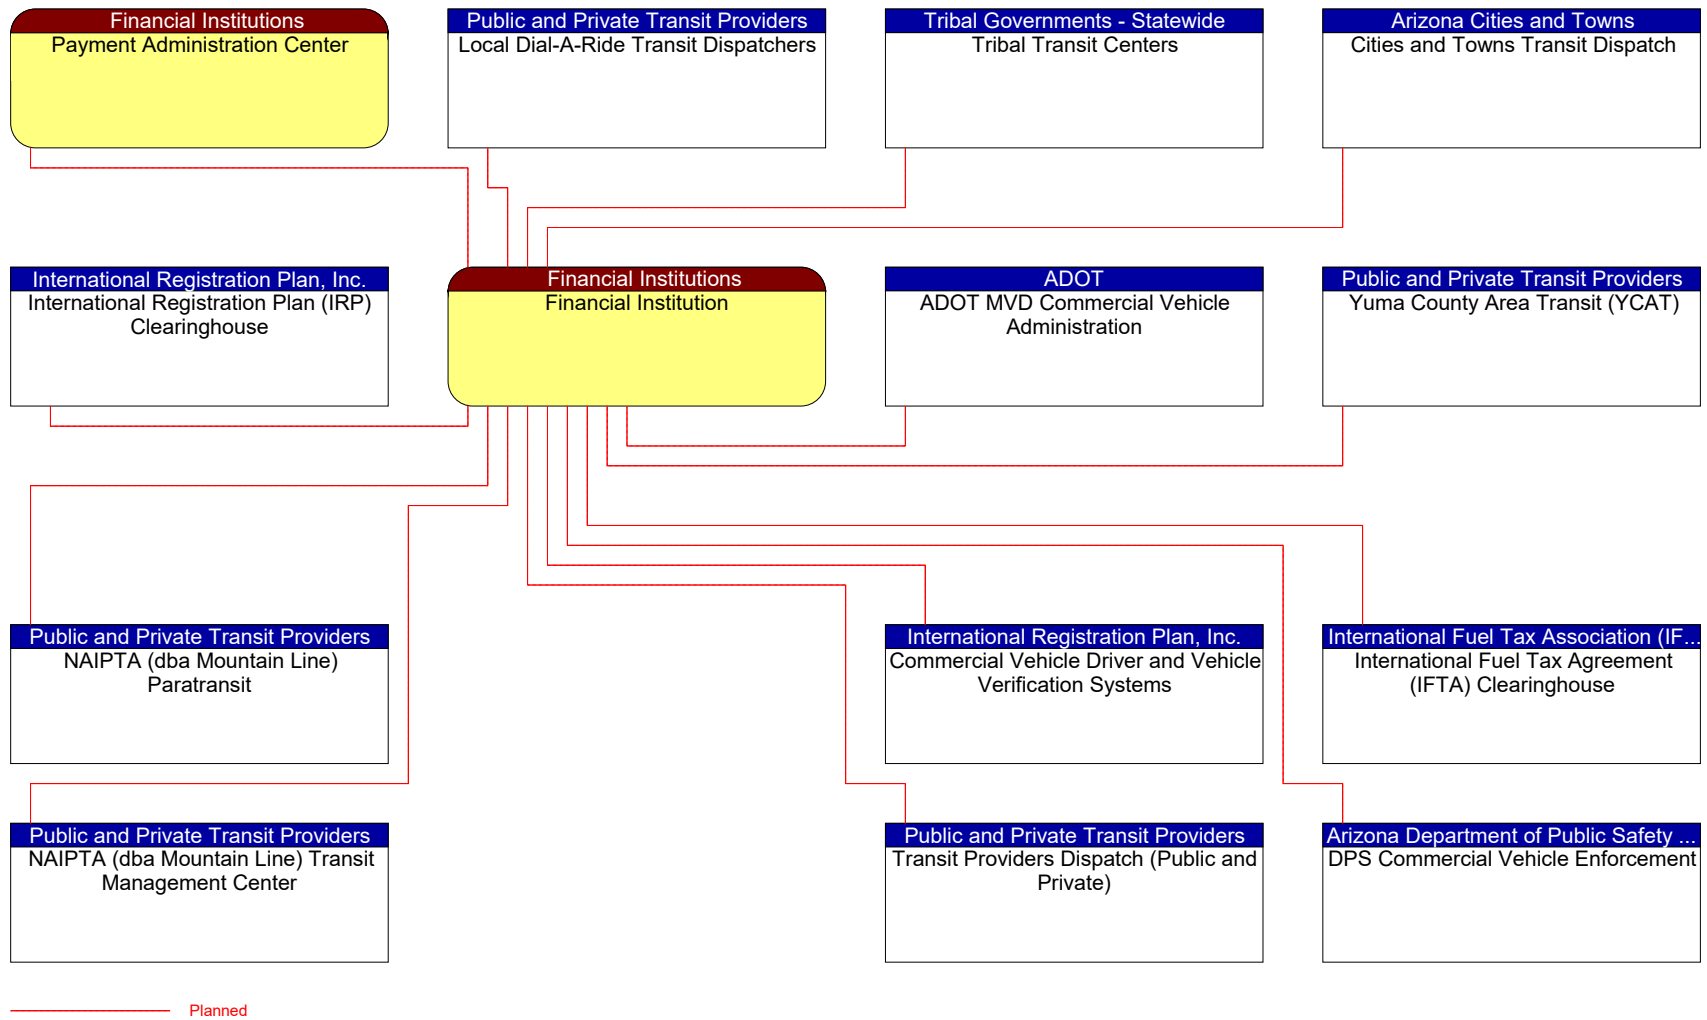 Financial Institutions
Payment Administration Center
Public and Private Transit Providers
Local Dial-A-Ride Transit Dispatchers
Tribal Governments - Statewide
Tribal Transit Centers
Arizona Cities and Towns
Cities and Towns Transit Dispatch
International Registration Plan, Inc.
International Registration Plan (IRP)
Clearinghouse
Financial Institutions
Financial Institution
ADOT
ADOT MVD Commercial Vehicle
Administration
Public and Private Transit Providers
Yuma County Area Transit (YCAT)
Public and Private Transit Providers
NAIPTA (dba Mountain Line)
Paratransit
International Registration Plan, Inc.
Commercial Vehicle Driver and Vehicle
Verification Systems
International Fuel Tax Association (IF...
International Fuel Tax Agreement
(IFTA) Clearinghouse
Public and Private Transit Providers
NAIPTA (dba Mountain Line) Transit
Management Center
Public and Private Transit Providers
Transit Providers Dispatch (Public and
Private)
Arizona Department of Public Safety ...
DPS Commercial Vehicle Enforcement
Planned